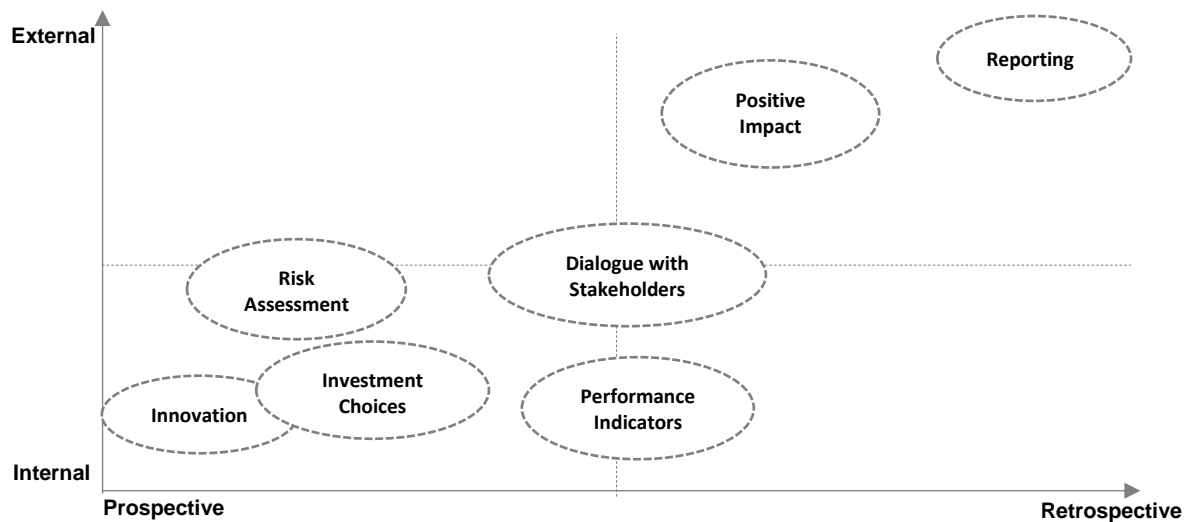 External
Reporting
Positive
Impact
Dialogue with
Stakeholders
Risk
Assessment
Investment
Choices
Performance
Indicators
Innovation
Internal
Prospective
Retrospective